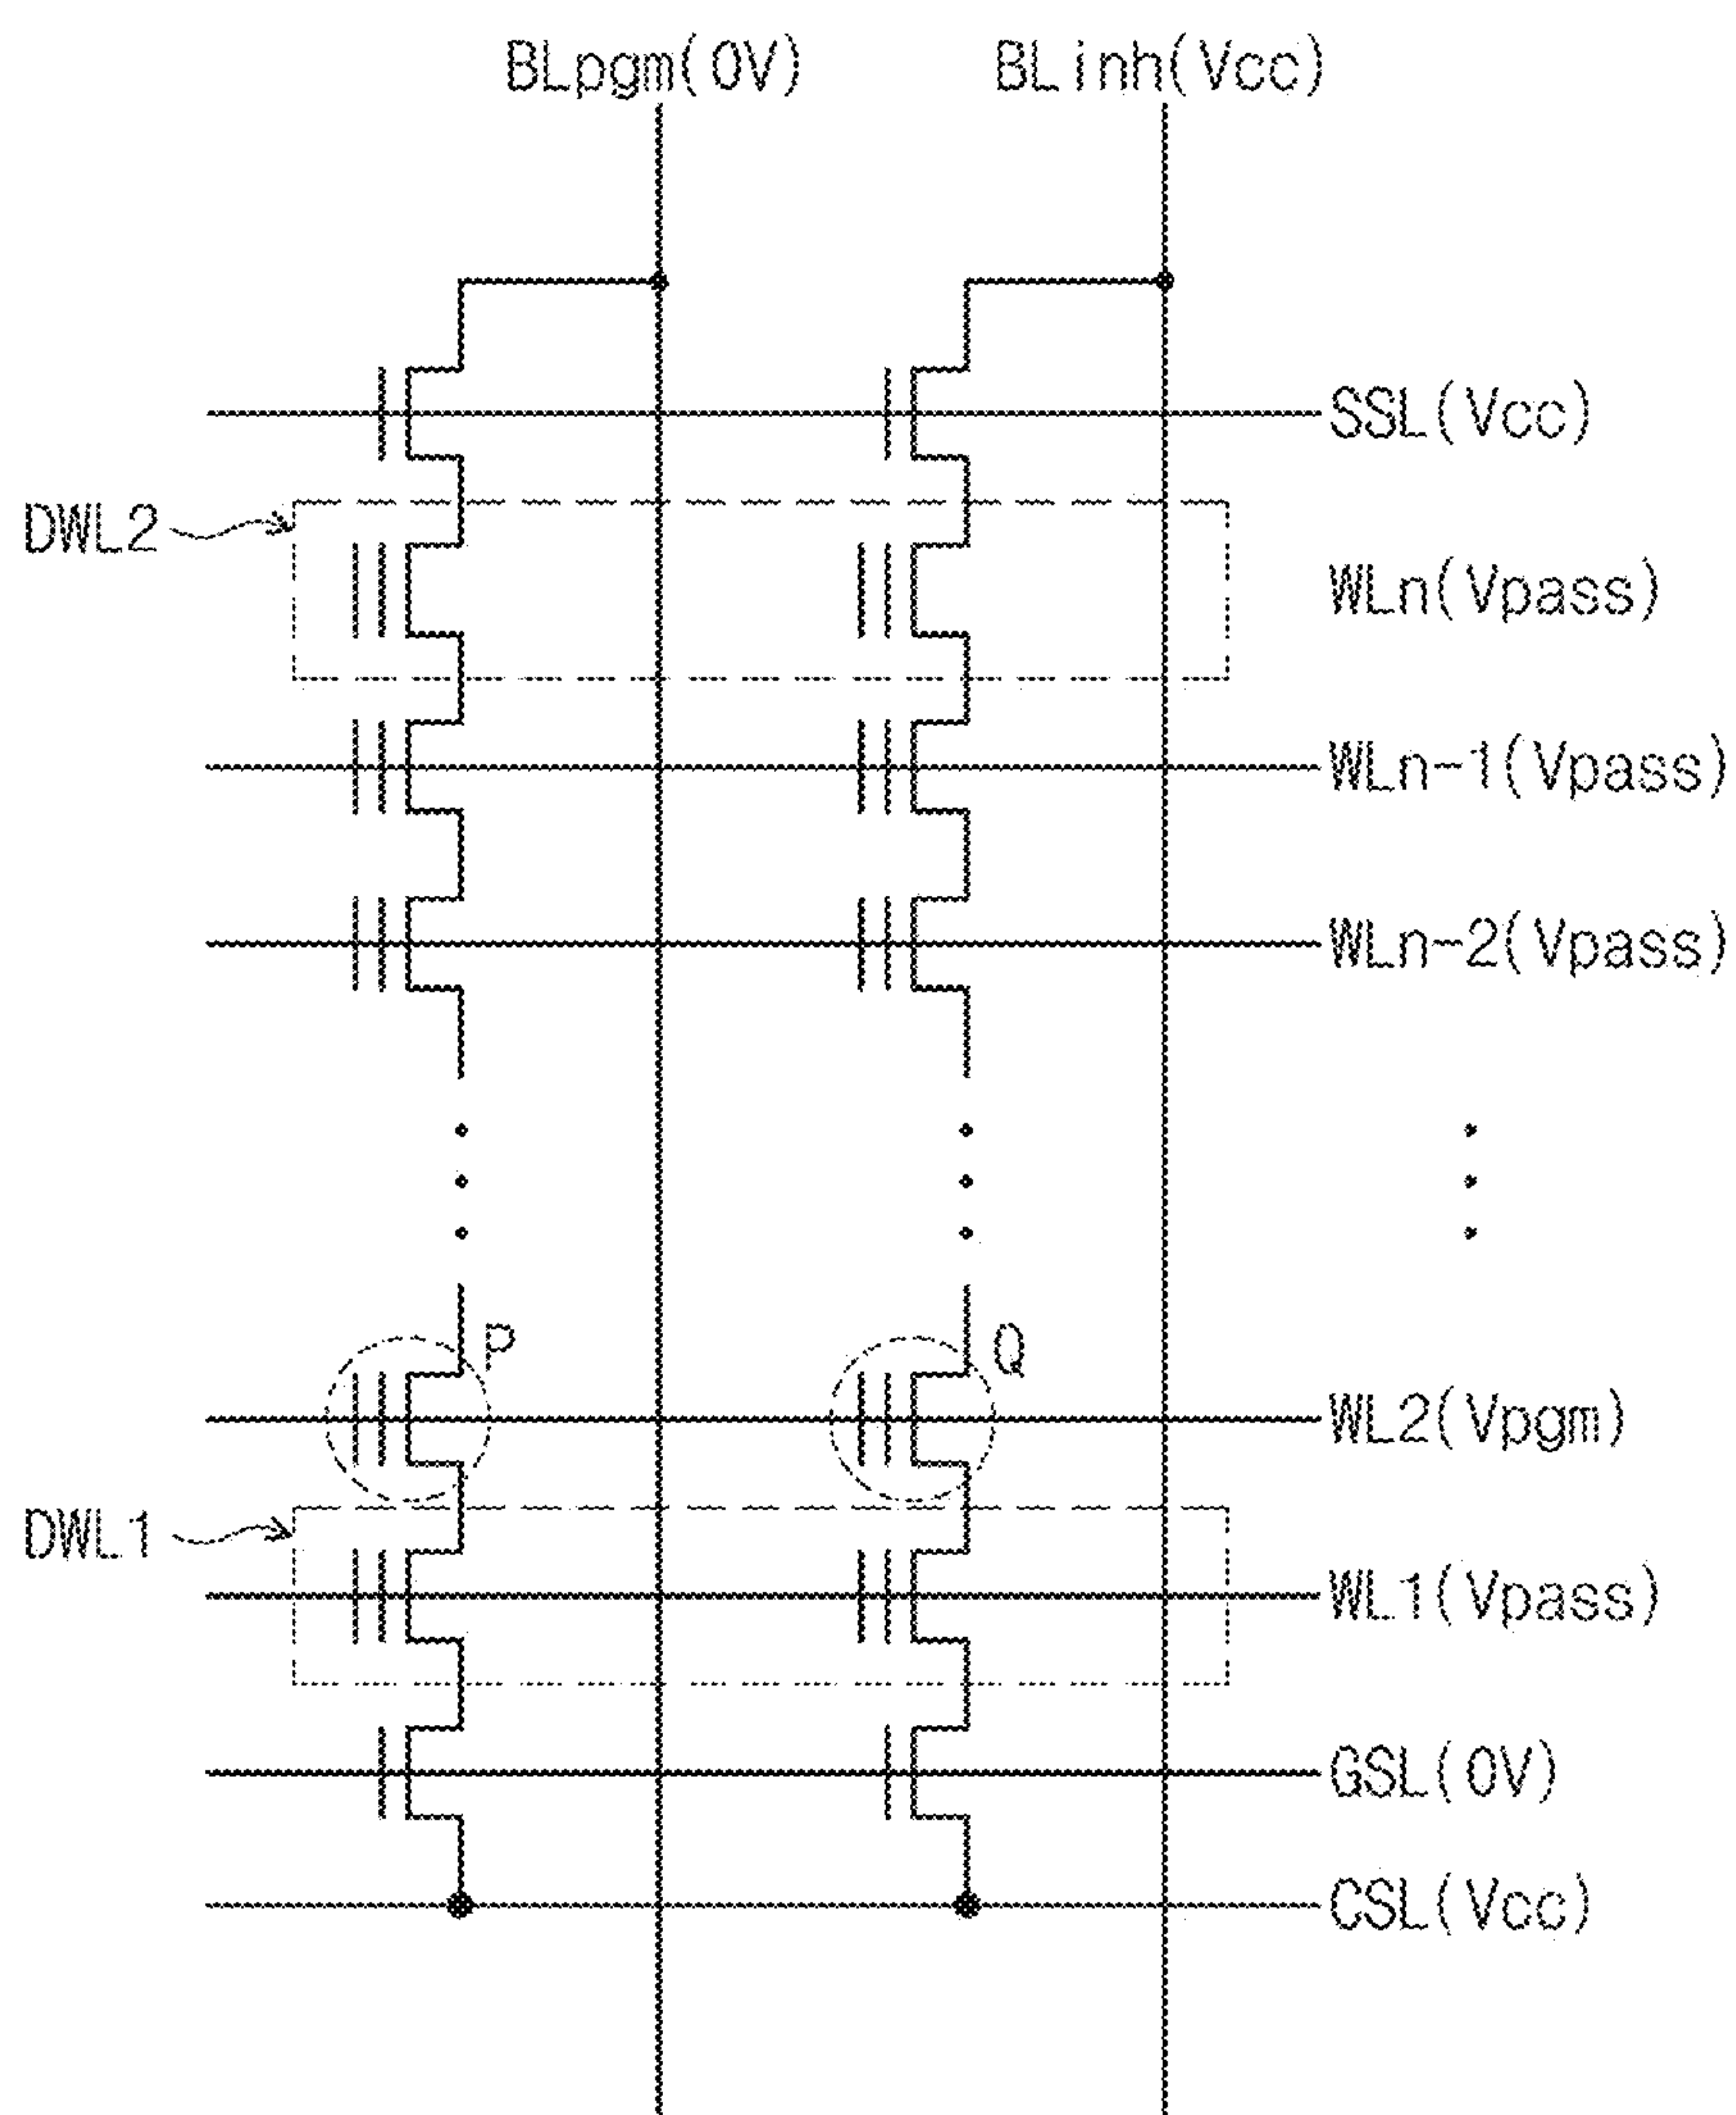 BLpgm(0V) BLinh(Vcc)
SSL(Vcc)
DWL2
WLn(Vpass)
WLn-1(Vpass)
WLn-2(Vpass)
P Q
WL2(Vpgm)
DWL1
WL1(Vpass)
GSL(0V)
CSL(Vcc)